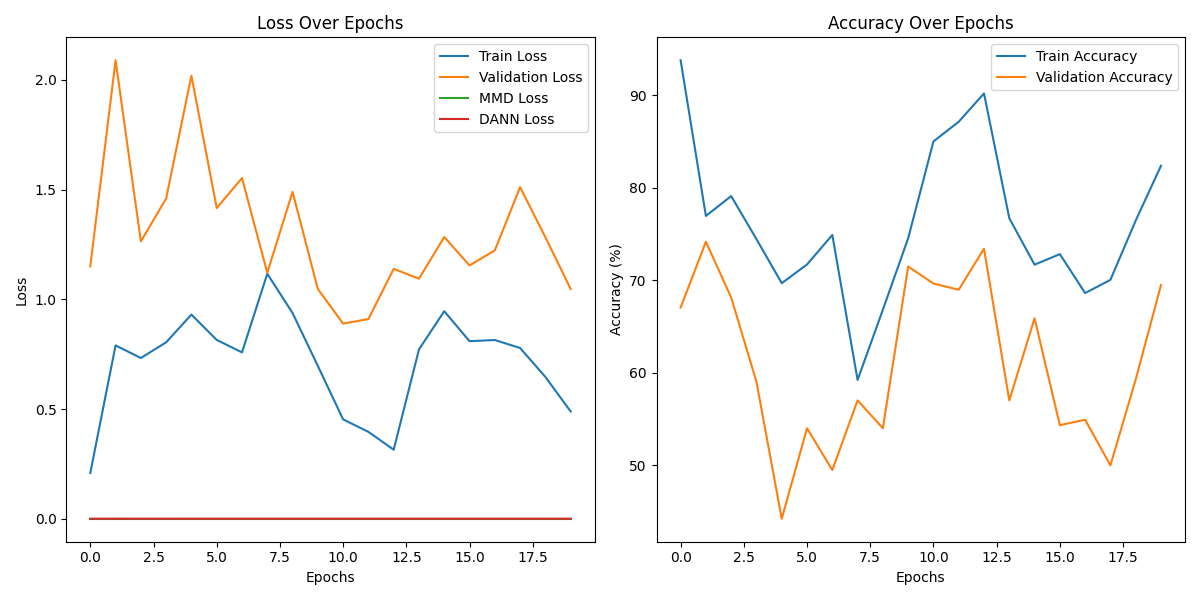 Loss Over Epochs
Train Loss
Validation Loss
MMD Loss
DANN Loss
2.0
1.5
1.0
0.5
0.0
Loss
0.0 2.5 5.0 7.5 10.0 12.5 15.0 17.5
Epochs
Accuracy Over Epochs
Train Accuracy
Validation Accuracy
90
80
70
60
50
Accuracy (%)
0.0 2.5 5.0 7.5 10.0 12.5 15.0 17.5
Epochs